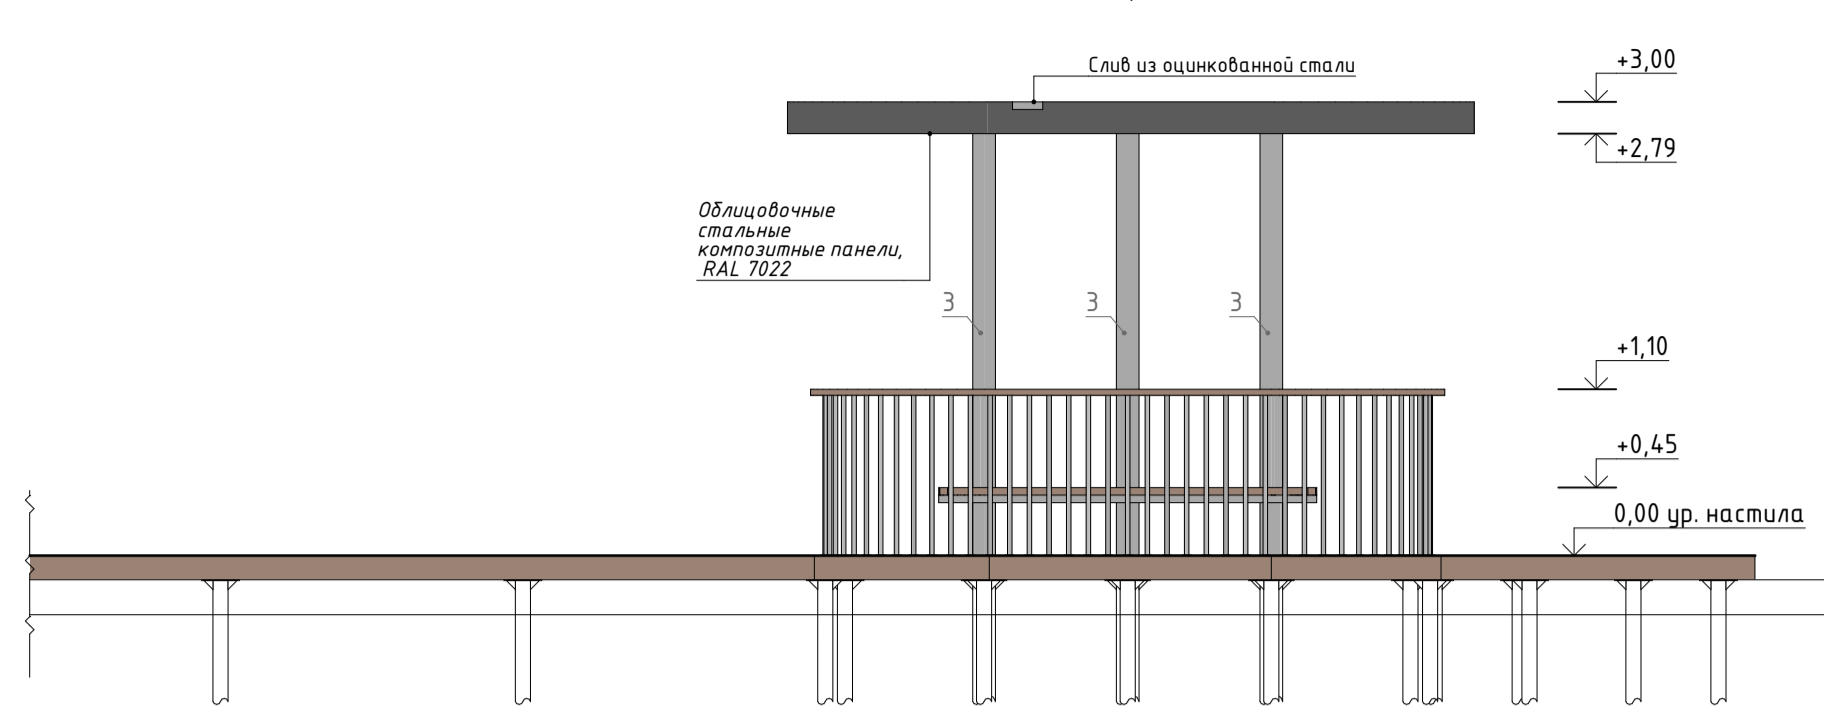 Слив из оцинкованной стали
+3,00
+2,79
Облицовочные
стальные
композитные панели,
RAL 7022
3
3
3
+1,10
+0,45
0,00 ур. настила